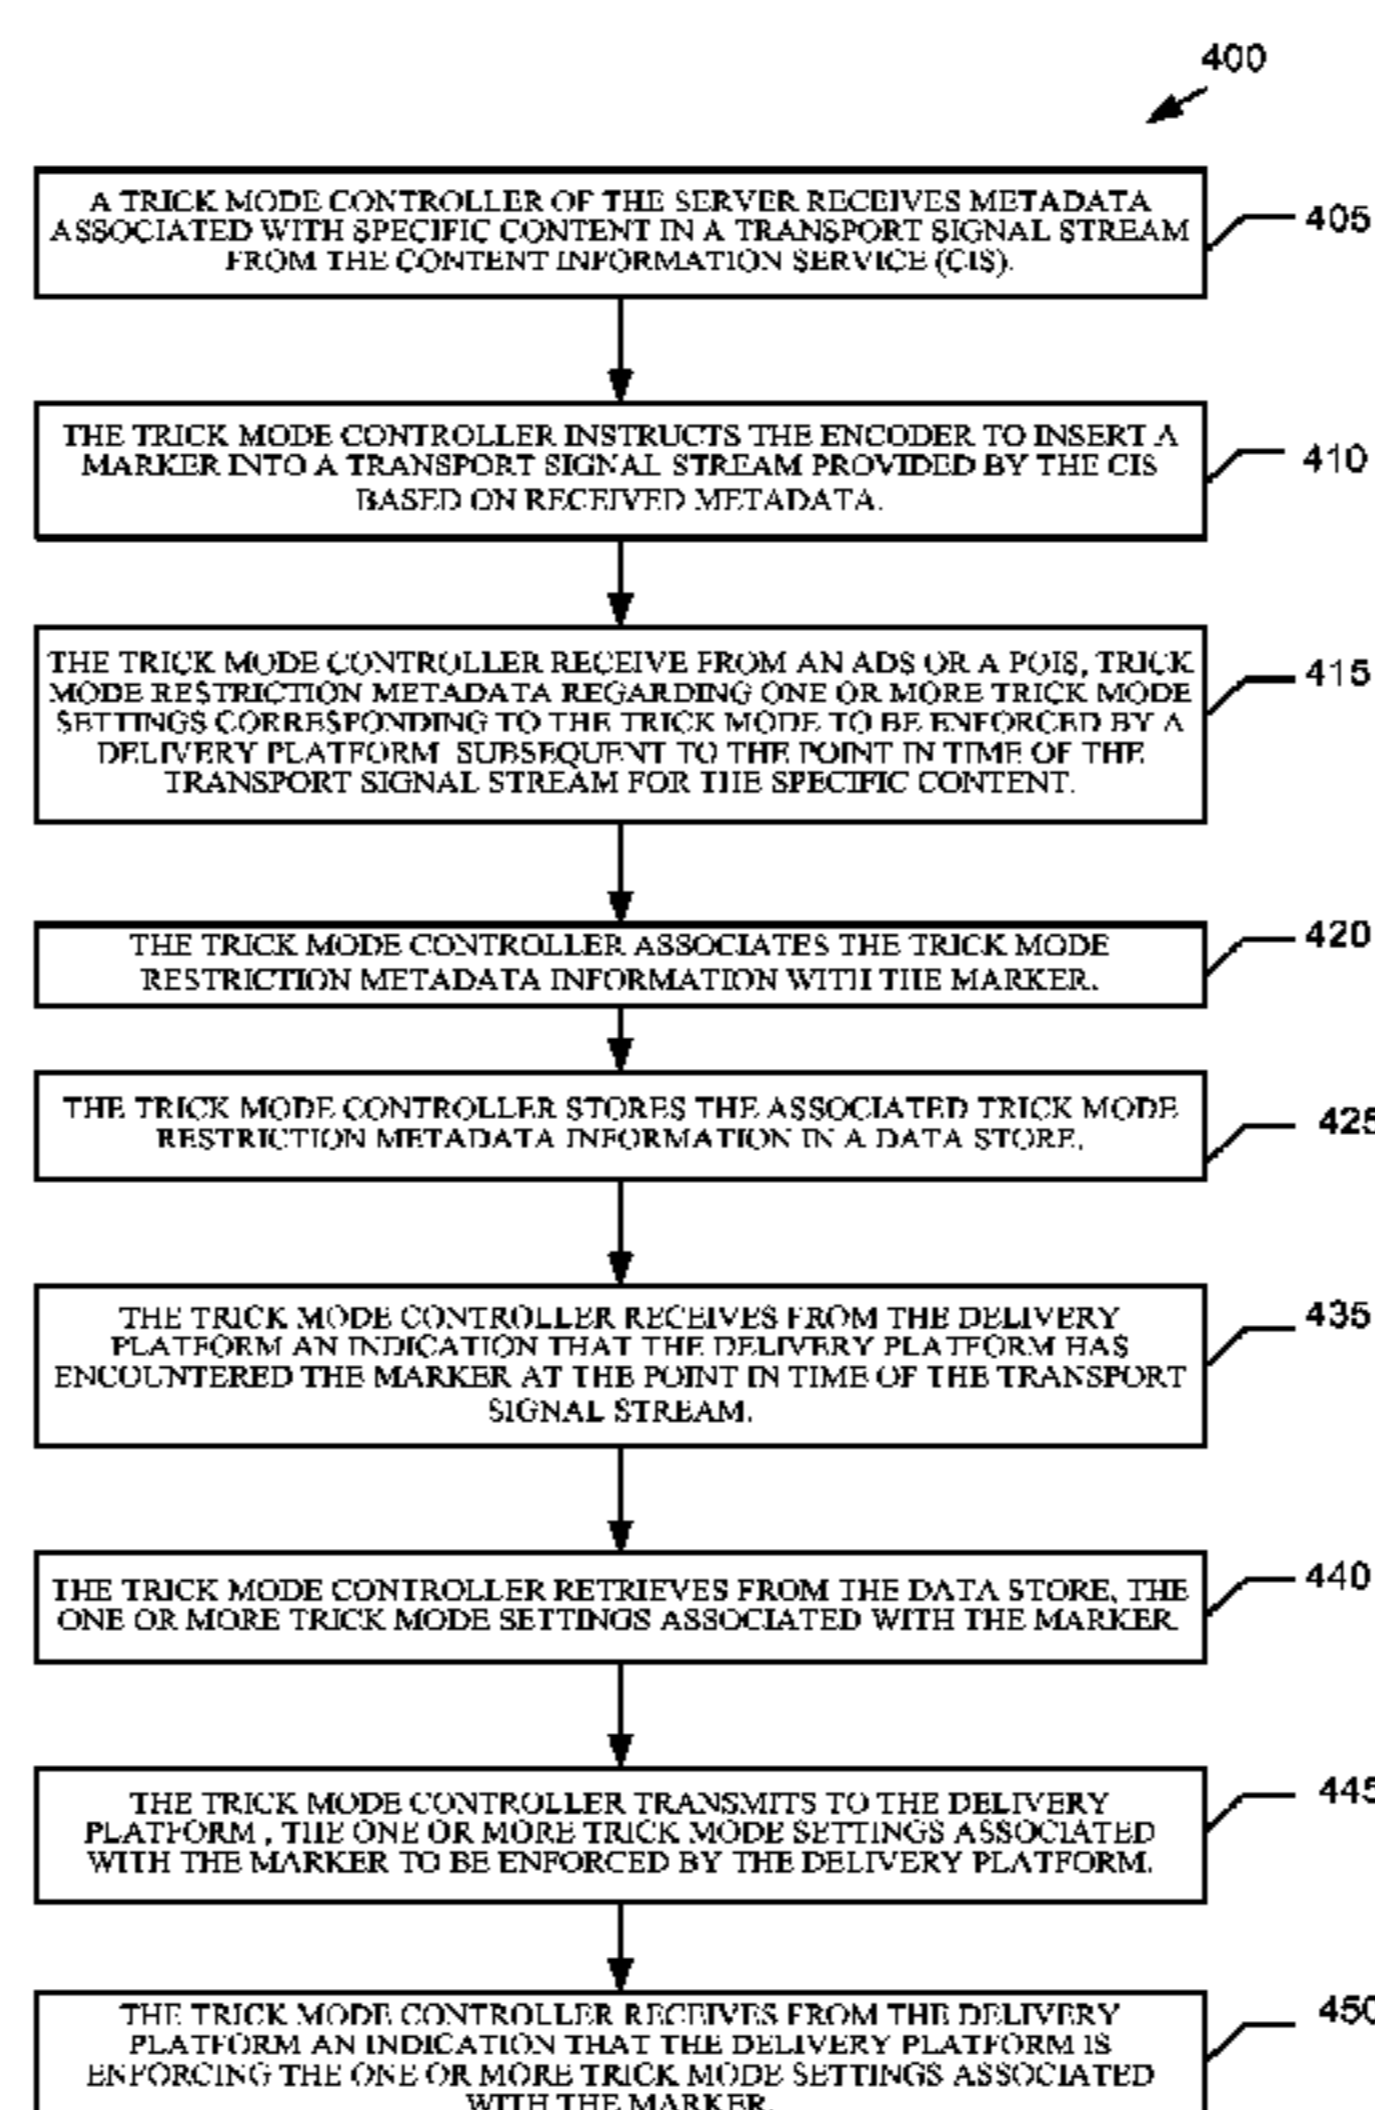 400
A TRICK MODE CONTROLLER OF THE SERVER RECEIVES METADATA
ASSOCIATED WITH SPECIFIC CONTENT IN A TRANSPORT SIGNAL STREAM
FROM THE CONTENT INFORMATION SERVICE (CIS).
405
THE TRICK MODE CONTROLLER INSTRUCTS THE ENCODER TO INSERT A
MARKER INTO A TRANSPORT SIGNAL STREAM PROVIDED BY THE CIS
BASED ON RECEIVED METADATA.
410
THE TRICK MODE CONTROLLER RECEIVE FROM AN ADS OR A POIS, TRICK
MODE RESTRICTION METADATA REGARDING ONE OR MORE TRICK MODE
SETTINGS CORRESPONDING TO THE TRICK MODE TO BE ENFORCED BY A
DELIVERY PLATFORM SUBSEQUENT TO THE POINT IN TIME OF THE
TRANSPORT SIGNAL STREAM FOR THE SPECIFIC CONTENT.
415
THE TRICK MODE CONTROLLER ASSOCIATES THE TRICK MODE
RESTRICTION METADATA INFORMATION WITH THE MARKER.
420
THE TRICK MODE CONTROLLER STORES THE ASSOCIATED TRICK MODE
RESTRICTION METADATA INFORMATION IN A DATA STORE.
425
THE TRICK MODE CONTROLLER RECEIVES FROM THE DELIVERY
PLATFORM AN INDICATION THAT THE DELIVERY PLATFORM HAS
ENCOUNTERED THE MARKER AT THE POINT IN TIME OF THE TRANSPORT
SIGNAL STREAM.
435
THE TRICK MODE CONTROLLER RETRIEVES FROM THE DATA STORE, THE
ONE OR MORE TRICK MODE SETTINGS ASSOCIATED WITH THE MARKER
440
THE TRICK MODE CONTROLLER TRANSMITS TO THE DELIVERY
PLATFORM , THE ONE OR MORE TRICK MODE SETTINGS ASSOCIATED
WITH THE MARKER TO BE ENFORCED BY THE DELIVERY PLATFORM.
445
THE TRICK MODE CONTROLLER RECEIVES FROM THE DELIVERY
PLATFORM AN INDICATION THAT THE DELIVERY PLATFORM IS
ENFORCING THE ONE OR MORE TRICK MODE SETTINGS ASSOCIATED
WITH THE MARKER.
450